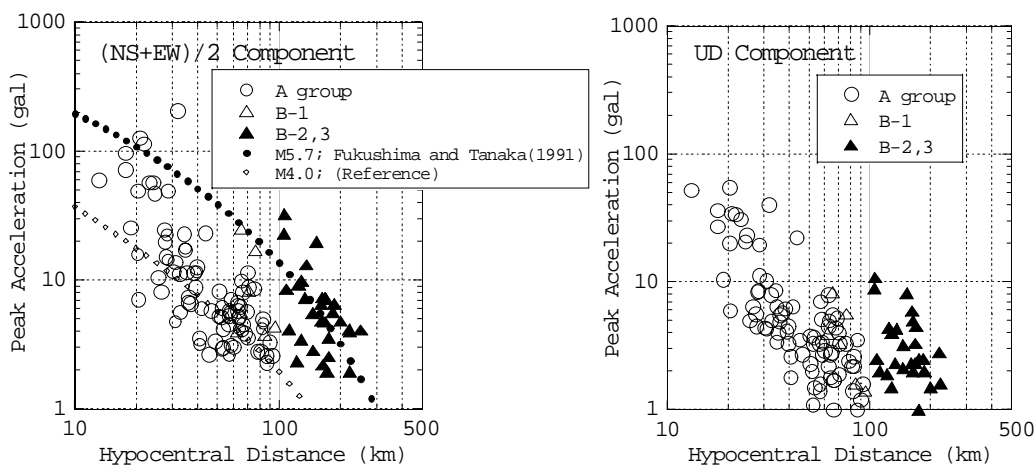 (NS+EW)/2 Component
A group
B-1
B-2,3
M5.7; Fukushima and Tanaka(1991)
M4.0; (Reference)
Peak Acceleration (gal)
1000
100
10
1
10
100
500
Hypocentral Distance (km)
UD Component
A group
B-1
B-2,3
Peak Acceleration (gal)
1000
100
10
1
10
100
500
Hypocentral Distance (km)